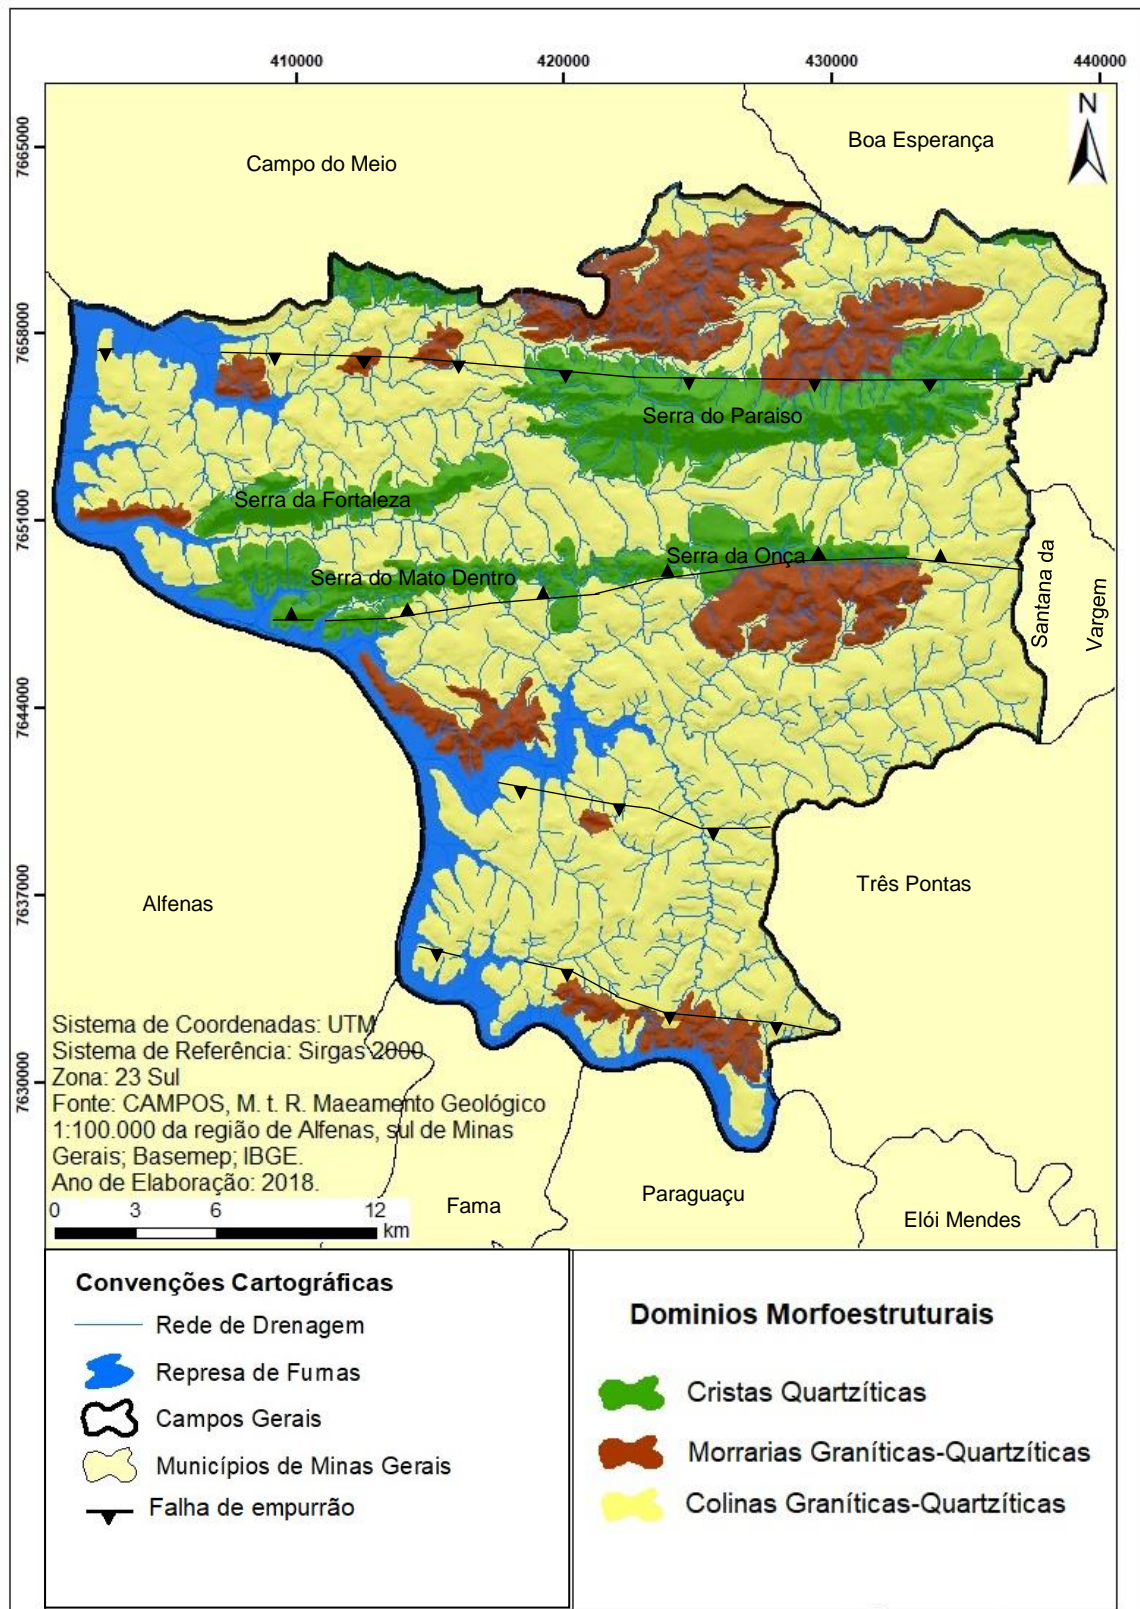 410000
420000
430000
440000
N
7665000
7658000
7651000
7644000
7637000
7630000
Campo do Meio
Boa Esperança
Serra do Paraiso
Serra da Fortaleza
Serra da Onça
Serra do Mato Dentro
Santana da
Vargem
Três Pontas
Alfenas
Fama
Paraguaçu
Elói Mendes
Sistema de Coordenadas: UTM
Sistema de Referência: Sirgas 2000
Zona: 23 Sul
Fonte: CAMPOS, M. t. R. Maeamento Geológico
1:100.000 da região de Alfenas, sul de Minas
Gerais; Basemep; IBGE.
Ano de Elaboração: 2018.
0 3 6 12
km
Convenções Cartográficas
Rede de Drenagem
Represa de Furnas
Campos Gerais
Municípios de Minas Gerais
Falha de empurrão
Dominios Morfoestruturais
Cristas Quartzíticas
Morrarias Graníticas-Quartzíticas
Colinas Graníticas-Quartzíticas